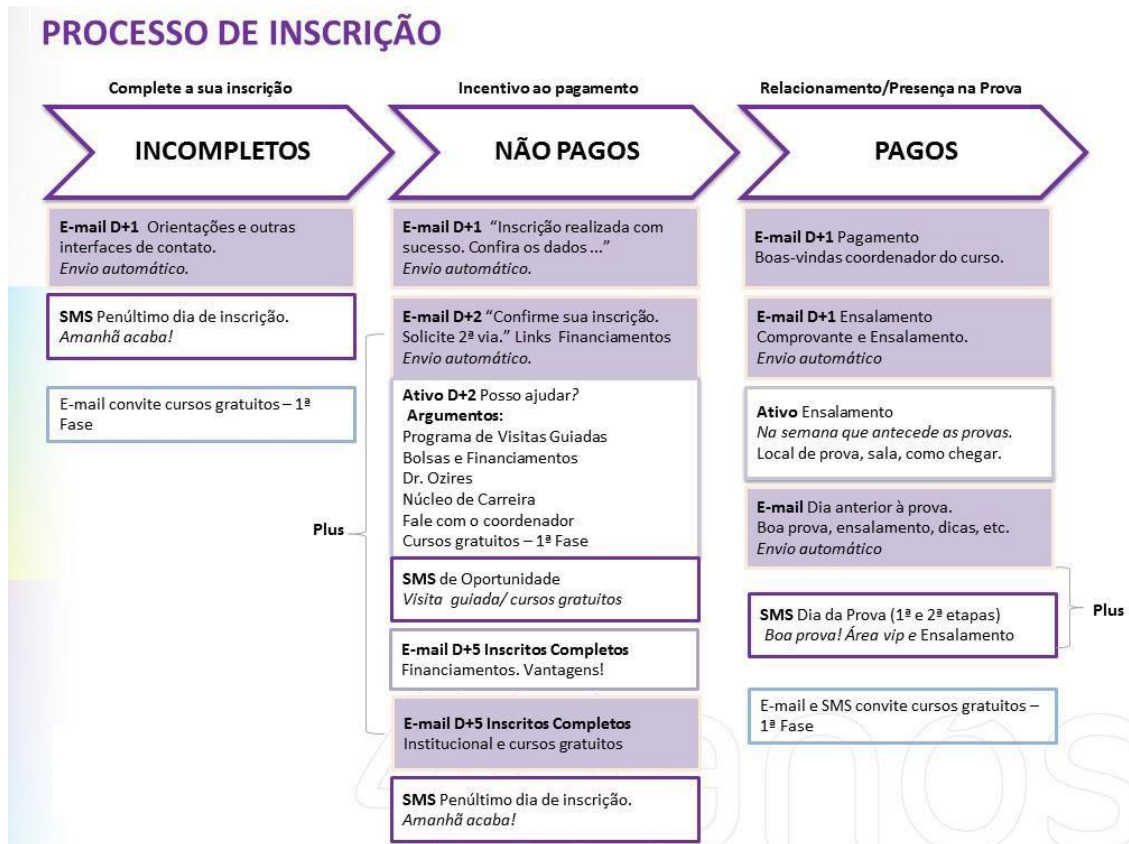 PROCESSO DE INSCRIÇÃO
Complete a sua inscrição
INCOMPLETOS
E-mail D+1 Orientações e outras
interfaces de contato.
Envio automático.
SMS Penúltimo dia de inscrição.
Amanhã acaba!
E-mail convite cursos gratuitos – 1ª
Fase
Incentivo ao pagamento
NÃO PAGOS
E-mail D+1 “Inscrição realizada com
sucesso. Confira os dados ...”
Envio automático.
E-mail D+2 “Confirme sua inscrição.
Solicite 2ª via.” Links Financiamentos
Envio automático.
Ativo D+2 Posso ajudar?
Argumentos:
Programa de Visitas Guiadas
Bolsas e Financiamentos
Dr. Ozires
Núcleo de Carreira
Fale com o coordenador
Cursos gratuitos – 1ª Fase
Plus
SMS de Oportunidade
Visita guiada/ cursos gratuitos
E-mail D+5 Inscritos Completos
Financiamentos. Vantagens!
E-mail D+5 Inscritos Completos
Institucional e cursos gratuitos
SMS Penúltimo dia de inscrição.
Amanhã acaba!
Relacionamento/Presença na Prova
PAGOS
E-mail D+1 Pagamento
Boas-vindas coordenador do curso.
E-mail D+1 Ensalamento
Comprovante e Ensalamento.
Envio automático
Ativo Ensalamento
Na semana que antecede as provas.
Local de prova, sala, como chegar.
E-mail Dia anterior à prova.
Boa prova, ensalamento, dicas, etc.
Envio automático
SMS Dia da Prova (1ª e 2ª etapas)
Boa prova! Área vip e Ensalamento
Plus
E-mail e SMS convite cursos gratuitos –
1ª Fase